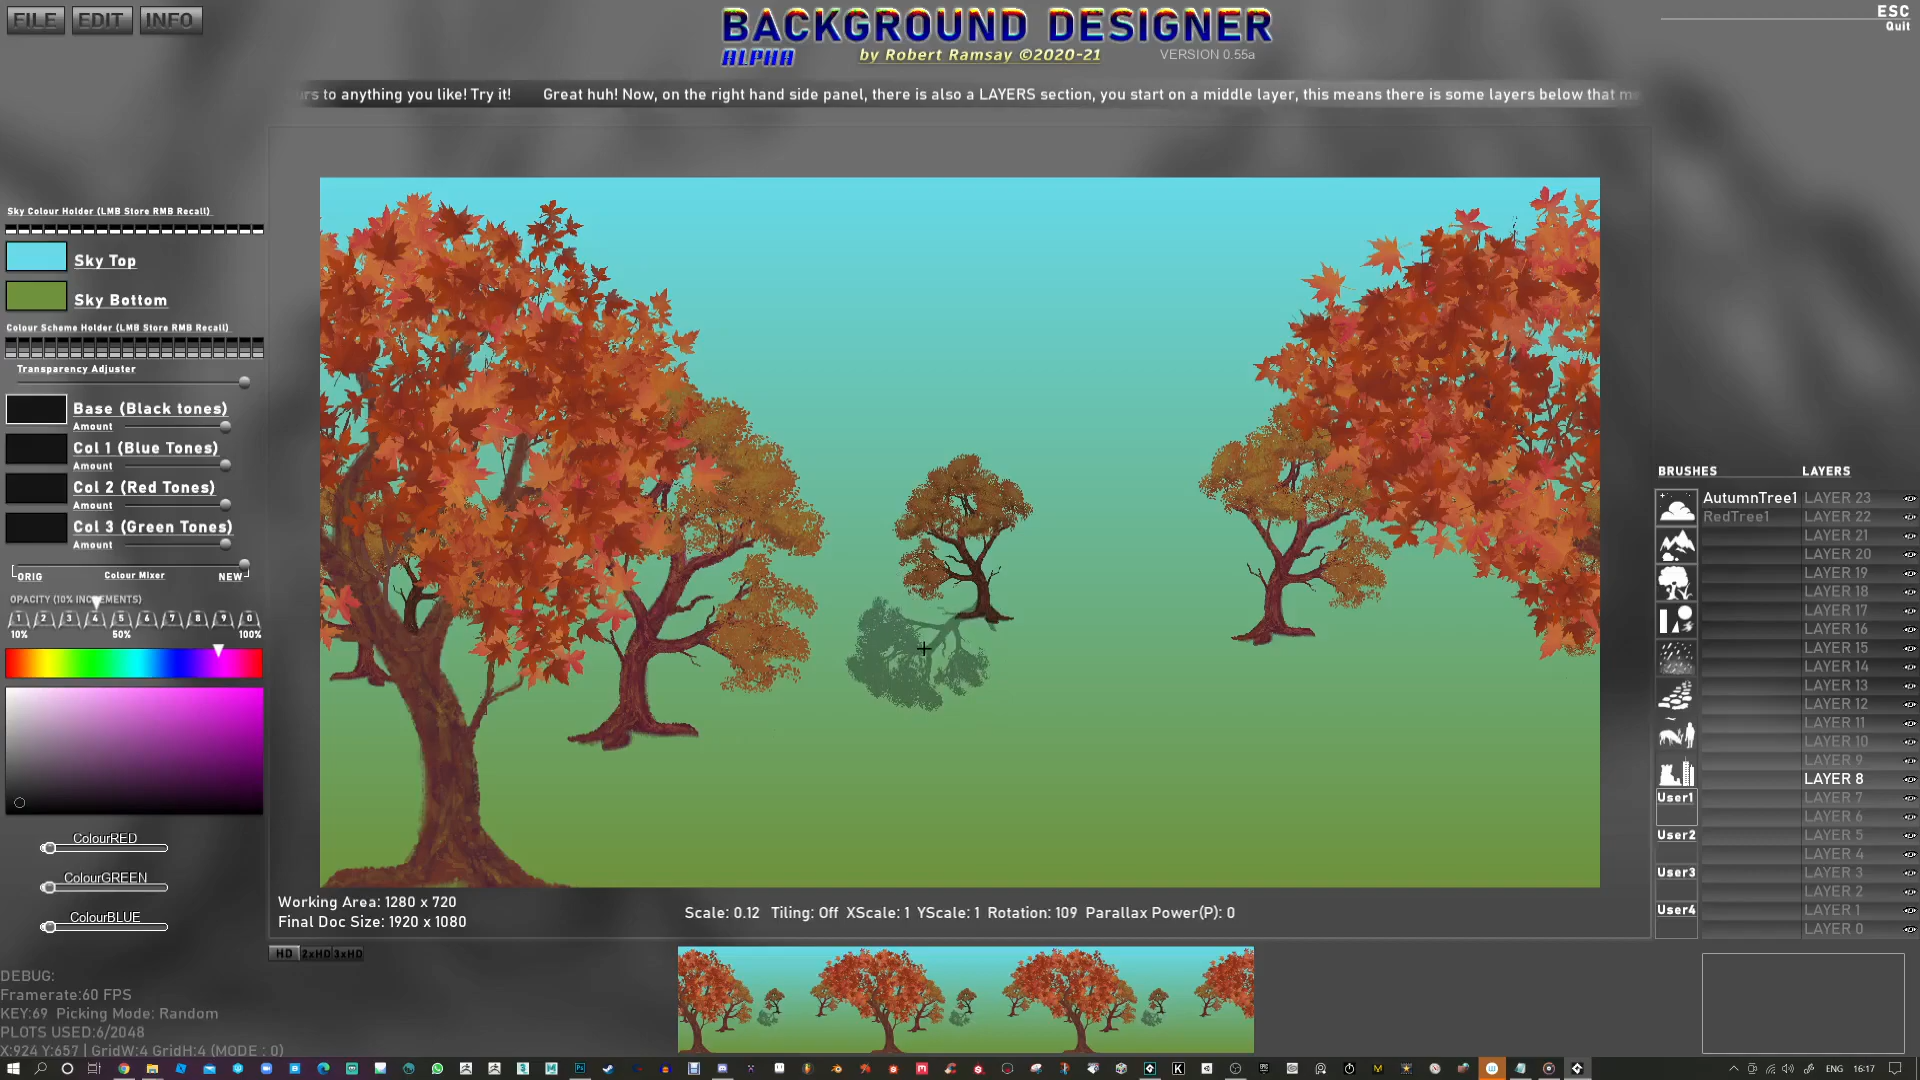 FILE EDIT INFO
BACKGROUND DESIGNER
ALPHA by Robert Ramsay ©2020-21 VERSION 0.55a
ESC
Quit
urs to anything you like! Try it! Great huh! Now, on the right hand side panel, there is also a LAYERS section, you start on a middle layer, this means there is some layers below that me
Sky Colour Holder (LMB Store RMB Recall)
Sky Top
Sky Bottom
Colour Scheme Holder (LMB Store RMB Recall)
Transparency Adjuster
Base (Black tones)
Amount
Col 1 (Blue Tones)
Amount
Col 2 (Red Tones)
Amount
Col 3 (Green Tones)
Amount
ORIG Colour Mixer NEW
OPACITY (10% INCREMENTS)
1 2 3 4 5 6 7 8 9 0
10% 50% 100%
ColourRED
ColourGREEN
ColourBLUE
Working Area: 1280 x 720
Final Doc Size: 1920 x 1080
Scale: 0.12 Tiling: Off XScale: 1 YScale: 1 Rotation: 109 Parallax Power(P): 0
HD 2xHD 3xHD
DEBUG:
Framerate:60 FPS
KEY:69 Picking Mode: Random
PLOTS USED:6/2048
X:924 Y:657 | GridW:4 GridH:4 (MODE : 0)
BRUSHES LAYERS
AutumnTree1 LAYER 23
RedTree1 LAYER 22
LAYER 21
LAYER 20
LAYER 19
LAYER 18
LAYER 17
LAYER 16
LAYER 15
LAYER 14
LAYER 13
LAYER 12
LAYER 11
LAYER 10
LAYER 9
LAYER 8
User1 LAYER 7
LAYER 6
User2 LAYER 5
LAYER 4
User3 LAYER 3
LAYER 2
User4 LAYER 1
LAYER 0
ENG 16:17